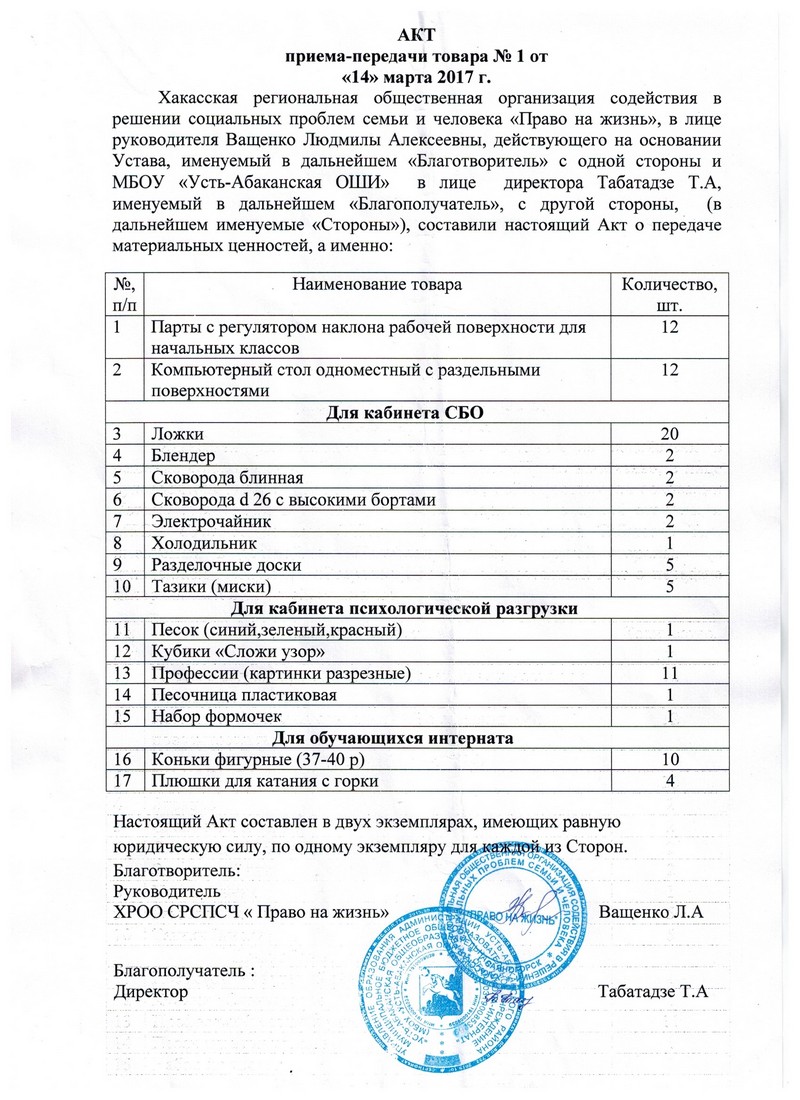 АКТ
приема-передачи товара № 1 от
«14» марта 2017 г.
Хакасская региональная общественная организация содействия в
решении социальных проблем семьи и человека «Право на жизнь», в лице
руководителя Ващенко Людмилы Алексеевны, действующего на основании
Устава, именуемый в дальнейшем «Благотворитель» с одной стороны и
МБОУ «Усть-Абаканская ОШИ» в лице директора Табатадзе Т.А,
именуемый в дальнейшем «Благополучатель», с другой стороны, (в
дальнейшем именуемые «Стороны»), составили настоящий Акт о передаче
материальных ценностей, а именно:
№, п/п Наименование товара Количество, шт.
1 Парты с регулятором наклона рабочей поверхности для 12
начальных классов
2 Компьютерный стол одноместный с раздельными 12
поверхностями
Для кабинета СБО
3 Ложки 20
4 Блендер 2
5 Сковорода блинная 2
6 Сковорода d 26 с высокими бортами 2
7 Электрочайник 2
8 Холодильник 1
9 Разделочные доски 5
10 Тазики (миски) 5
Для кабинета психологической разгрузки
11 Песок (синий,зеленый,красный) 1
12 Кубики «Сложи узор» 1
13 Профессии (картинки разрезные) 11
14 Песочница пластиковая 1
15 Набор формочек 1
Для обучающихся интерната
16 Коньки фигурные (37-40 р) 10
17 Плюшки для катания с горки 4
Настоящий Акт составлен в двух экземплярах, имеющих равную
юридическую силу, по одному экземпляру для каждой из Сторон.
Благотворитель:
Руководитель
ХРОО СРСПСЧ « Право на жизнь» Ващенко Л.А
"ПРАВО НА ЖИЗНЬ"
Благополучатель :
Директор Табатадзе Т.А